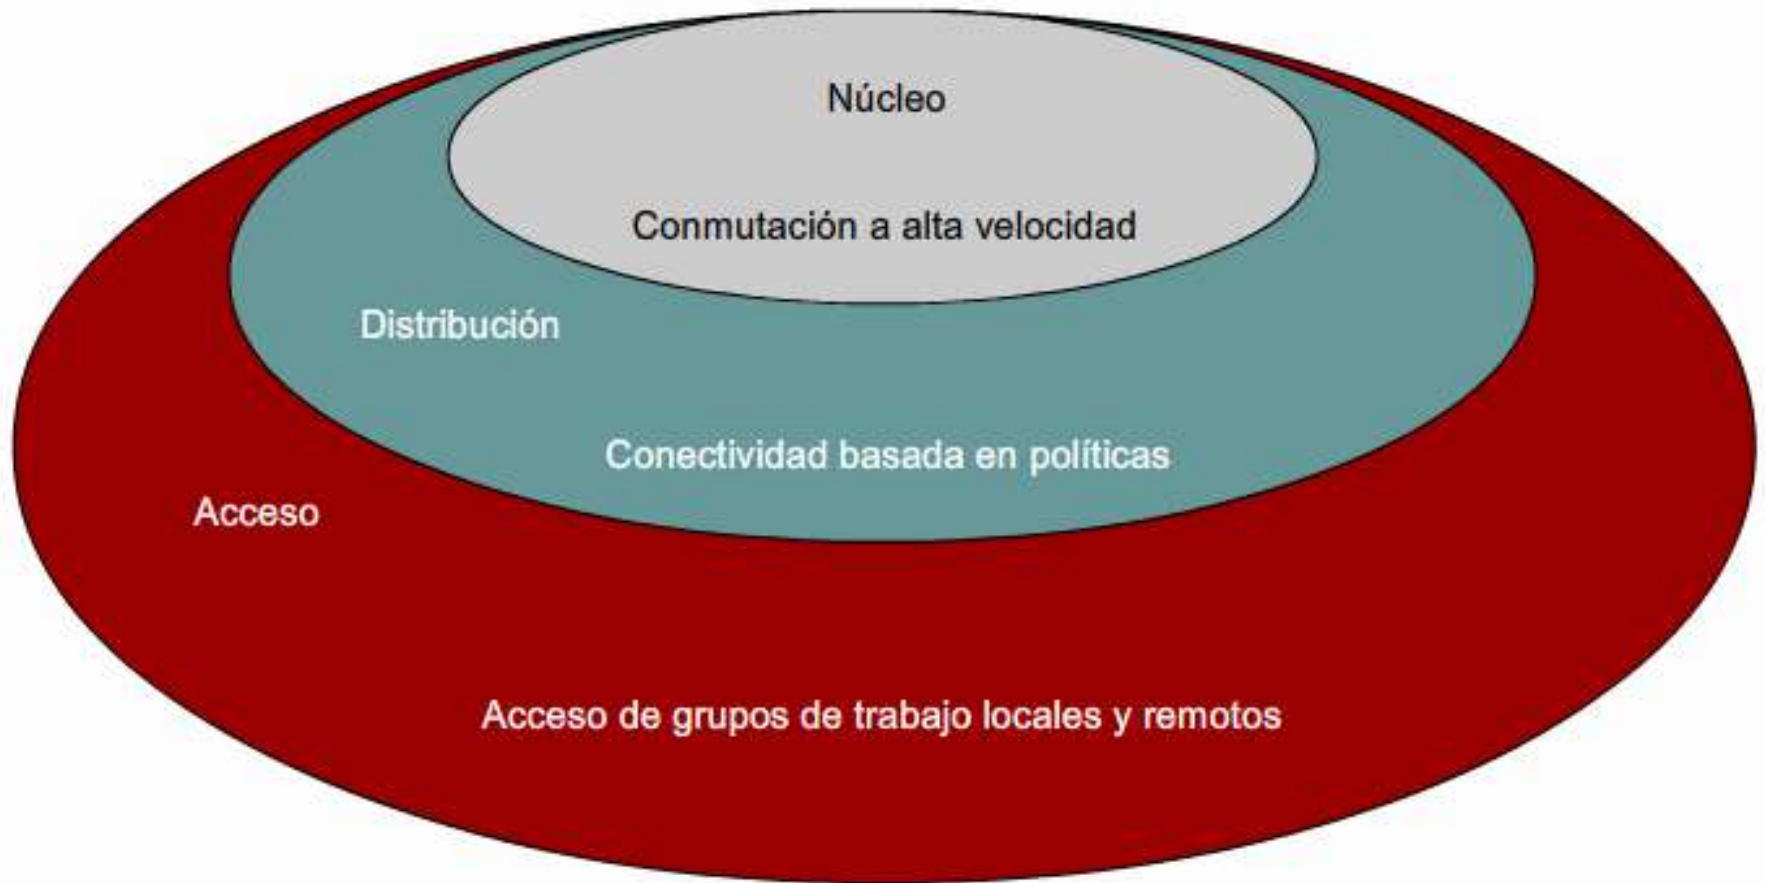 Núcleo
Conmutación a alta velocidad
Distribución
Conectividad basada en políticas
Acceso
Acceso de grupos de trabajo locales y remotos